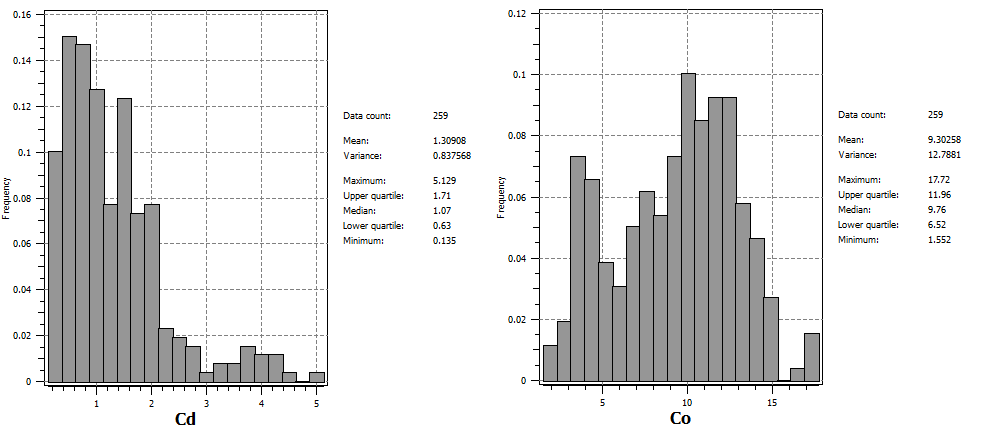 0.16
0.14
0.12
0.1
0.08
0.06
0.04
0.02
0
Frequency
1 2 3 4 5
Cd
Data count: 259
Mean: 1.30908
Variance: 0.837568
Maximum: 5.129
Upper quartile: 1.71
Median: 1.07
Lower quartile: 0.63
Minimum: 0.135
0.12
0.1
0.08
0.06
0.04
0.02
0
Frequency
5 10 15
Co
Data count: 259
Mean: 9.30258
Variance: 12.7881
Maximum: 17.72
Upper quartile: 11.96
Median: 9.76
Lower quartile: 6.52
Minimum: 1.552